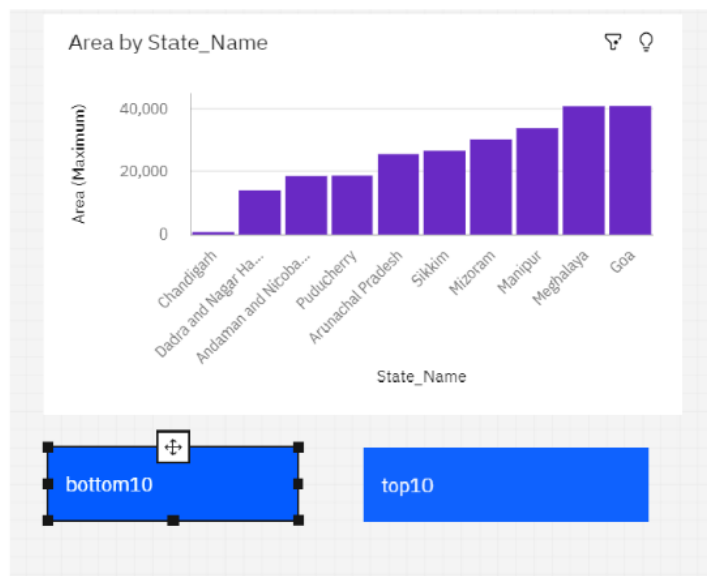 Area by State_Name
Area (Maximum)
40,000
20,000
0
Chandigarh
Dadra and Nagar Ha...
Andaman and Nicoba...
Puducherry
Arunachal Pradesh
Sikkim
Mizoram
Manipur
Meghalaya
Goa
State_Name
bottom10
top10